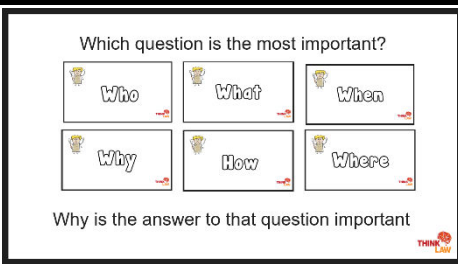 Which question is the most important?
Who
What
When
Why
How
Where
Why is the answer to that question important
THINK
LAW